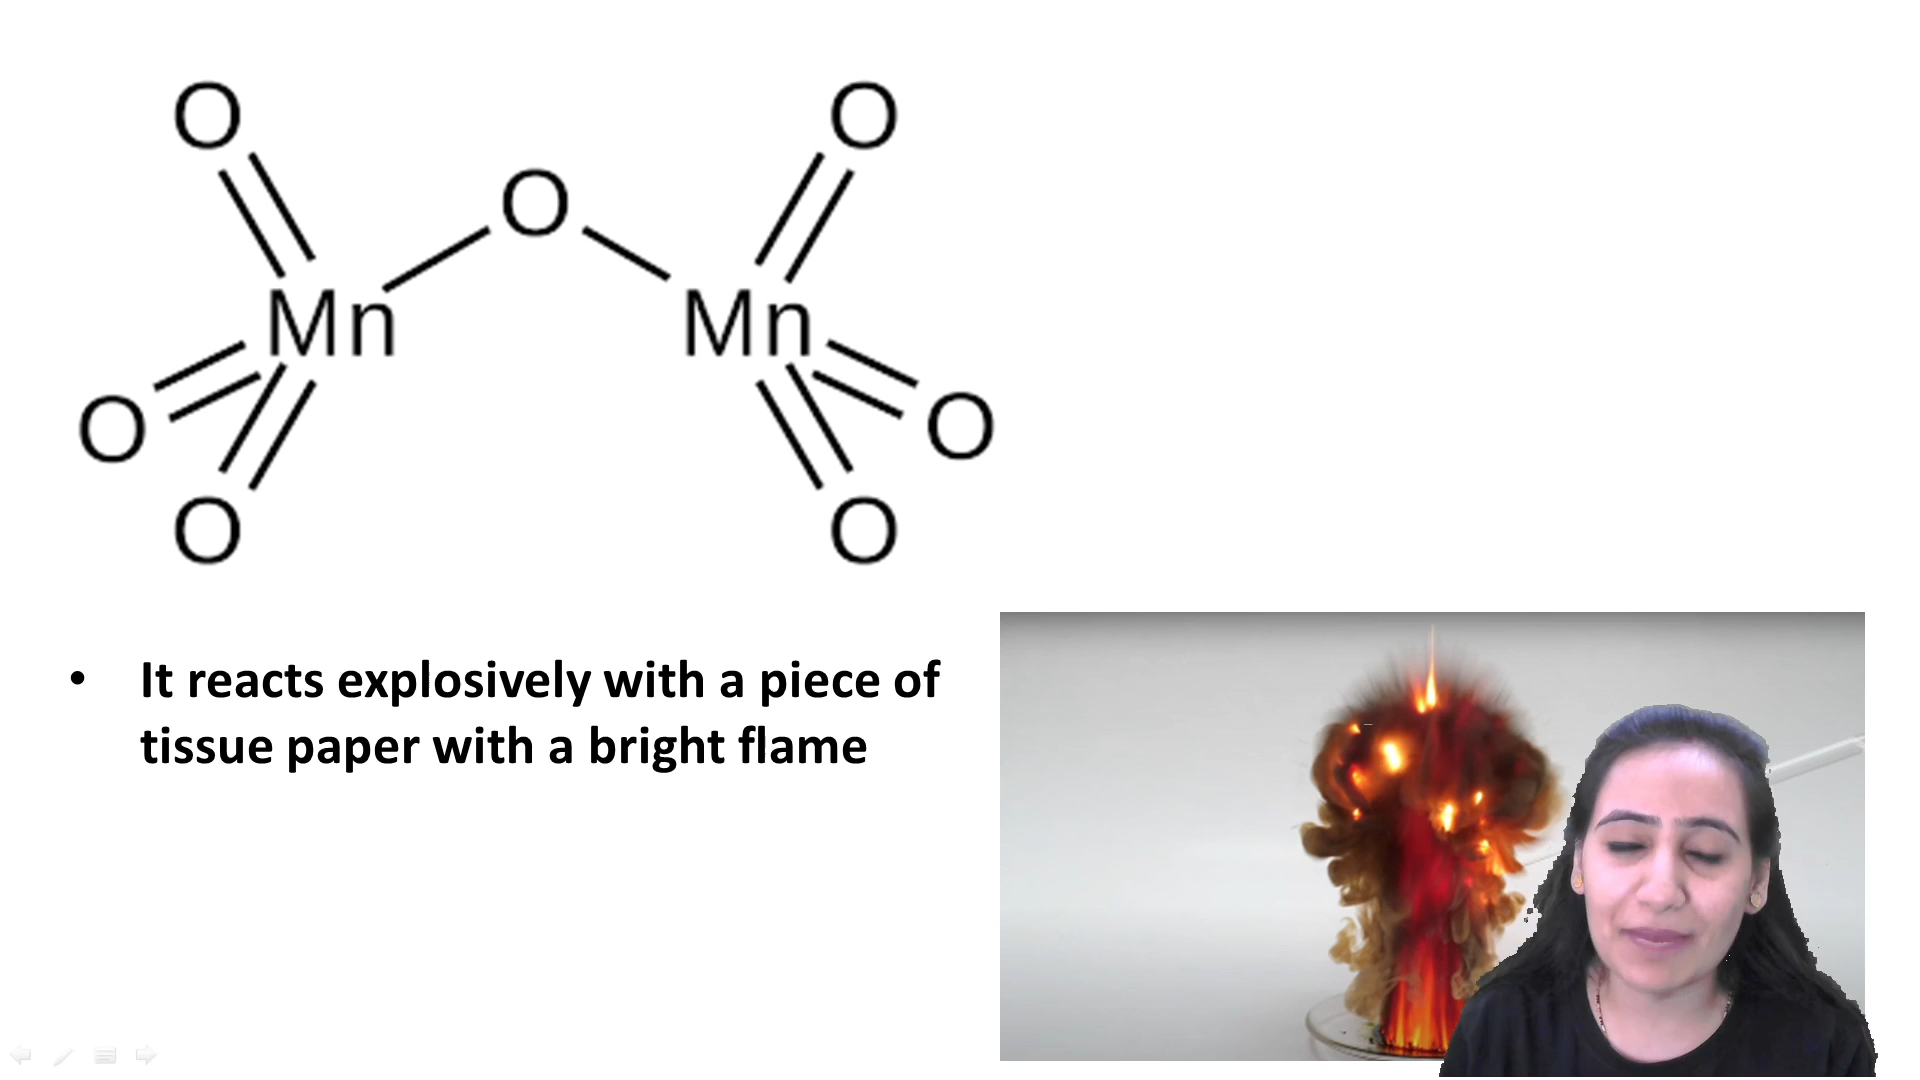 O O
O
Mn Mn
O O
O O
• It reacts explosively with a piece of
tissue paper with a bright flame